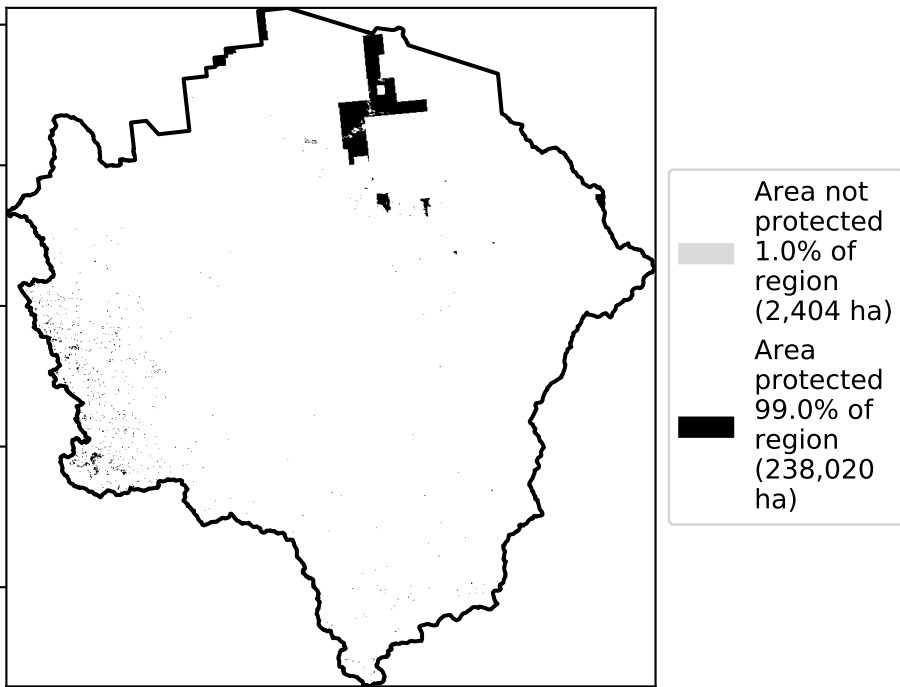 Area not
protected
1.0% of
region
(2,404 ha)
Area
protected
99.0% of
region
(238,020
ha)